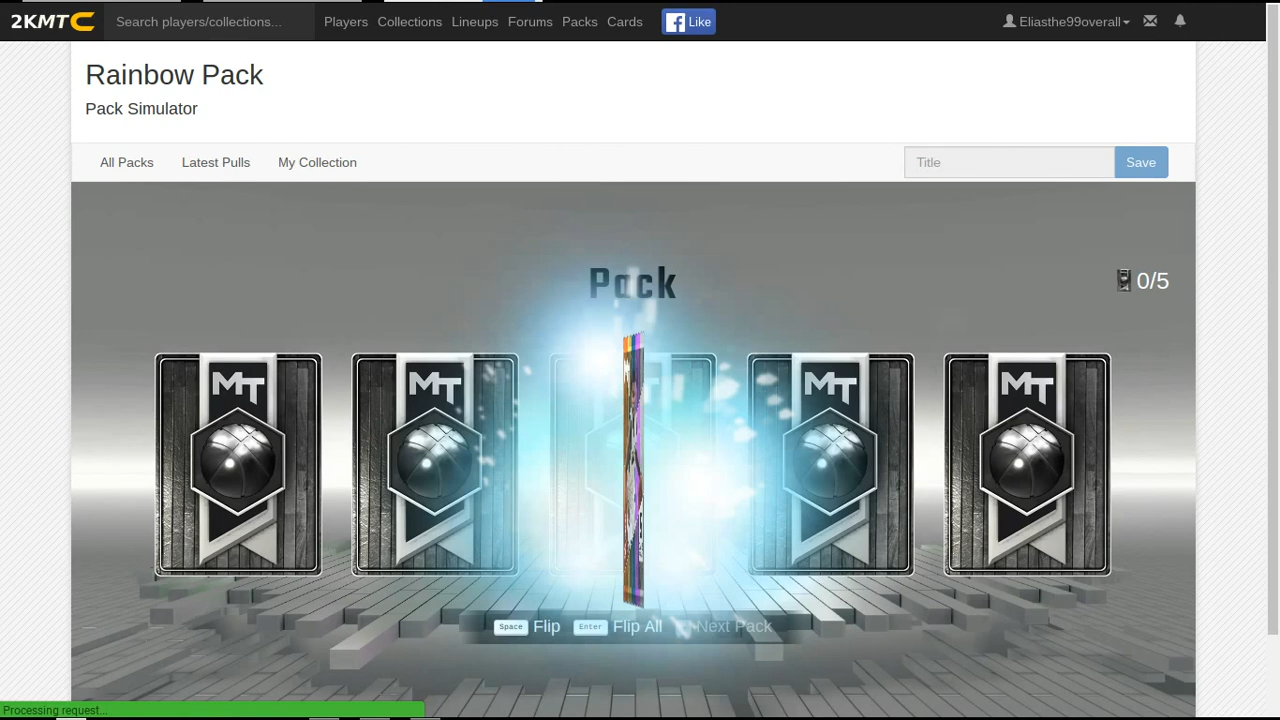 2KMTC Search players/collections... Players Collections Lineups Forums Packs Cards Like Eliasthe99overall
Rainbow Pack
Pack Simulator
All Packs Latest Pulls My Collection Title Save
Pack
0/5
MT MT MT MT MT
Space Flip Enter Flip All Next Pack
Processing request...